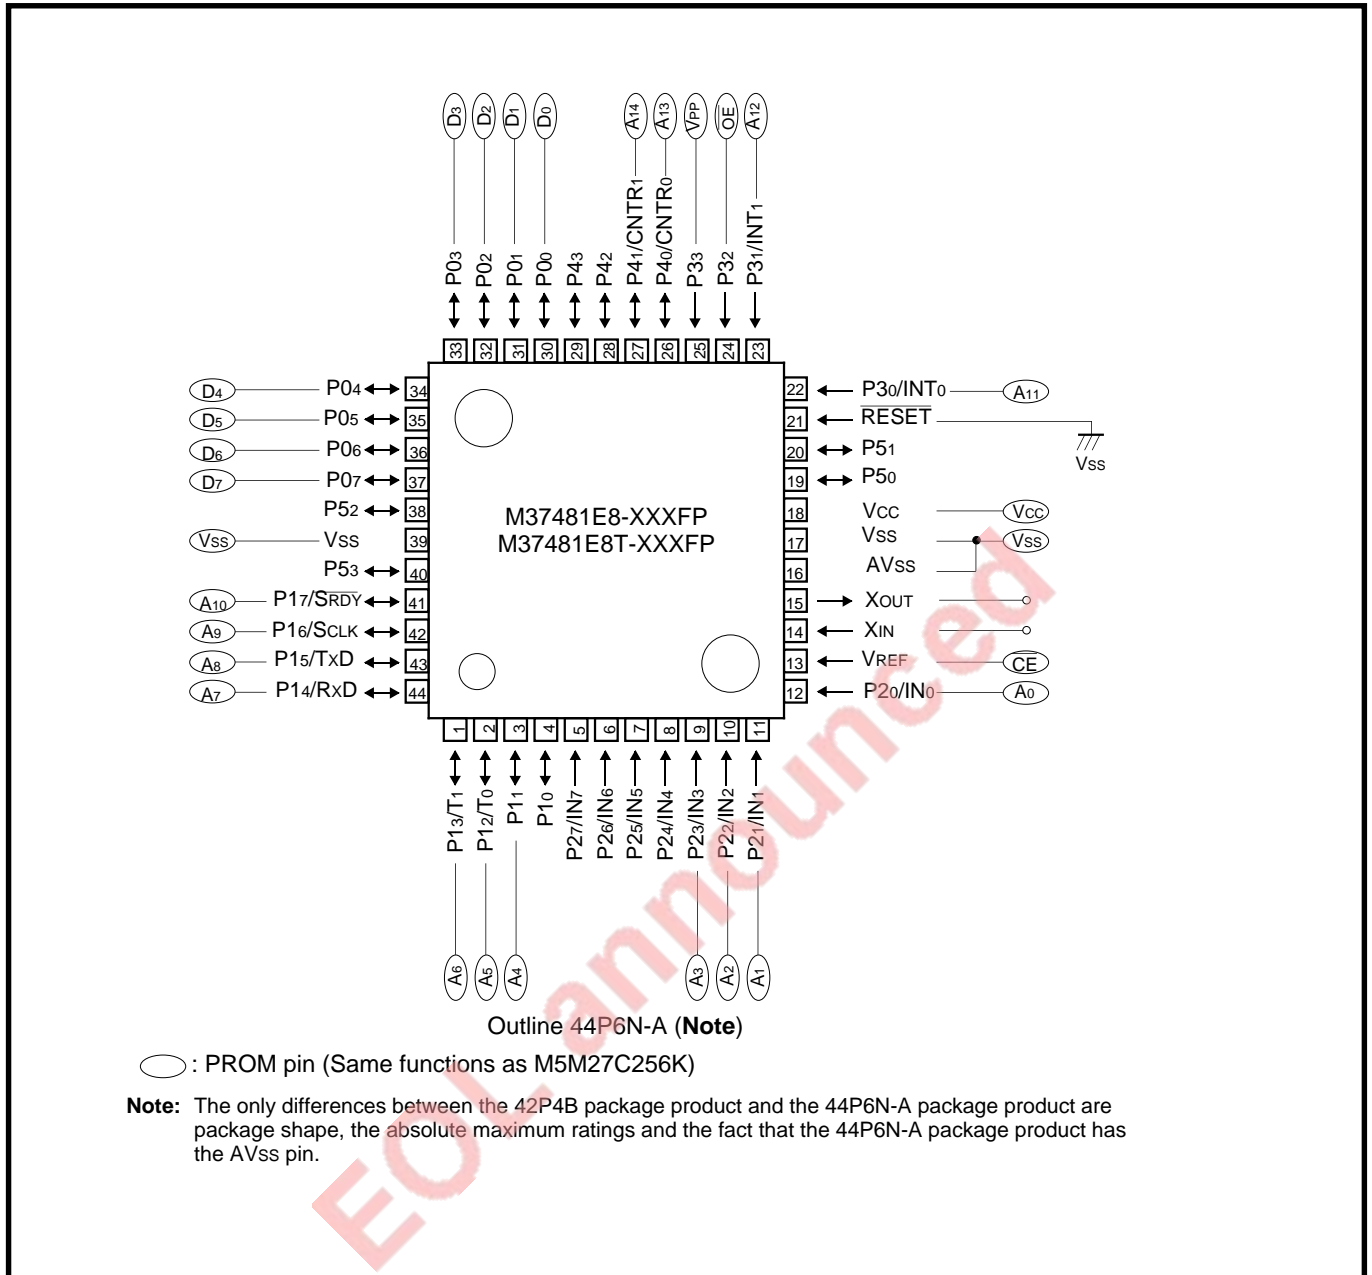 D3 D2 D1 D0 A14 A13 VPP OE A12
P03 P02 P01 P00 P43 P42 P41/CNTR1 P40/CNTR0 P33 P32 P31/INT1
33 32 31 30 29 28 27 26 25 24 23
D4 P04 34 22 P30/INT0 A11
D5 P05 35 21 RESET
D6 P06 36 20 P51 VSS
D7 P07 37 19 P50
P52 38 18 VCC VCC
M37481E8-XXXFP
VSS VSS 39 17 VSS VSS
M37481E8T-XXXFP
P53 40 16 AVSS
A10 P17/SRDY 41 15 XOUT
A9 P16/SCLK 42 14 XIN
A8 P15/TxD 43 13 VREF CE
A7 P14/RxD 44 12 P20/IN0 A0
1 2 3 4 5 6 7 8 9 10 11
P13/T1 P12/T0 P11 P10 P27/IN7 P26/IN6 P25/IN5 P24/IN4 P23/IN3 P22/IN2 P21/IN1
A6 A5 A4 A3 A2 A1
Outline 44P6N-A (Note)
: PROM pin (Same functions as M5M27C256K)
Note: The only differences between the 42P4B package product and the 44P6N-A package product are
package shape, the absolute maximum ratings and the fact that the 44P6N-A package product has
the AVSS pin.
EOL announced